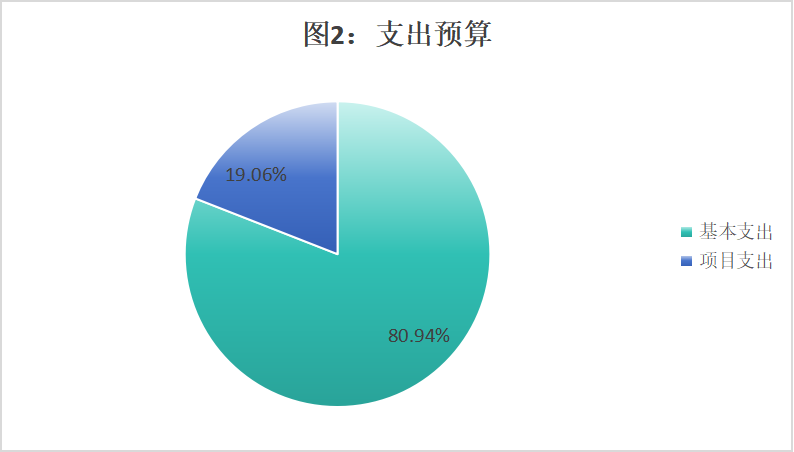 图2：支出预算
19.06%
基本支出
项目支出
80.94%